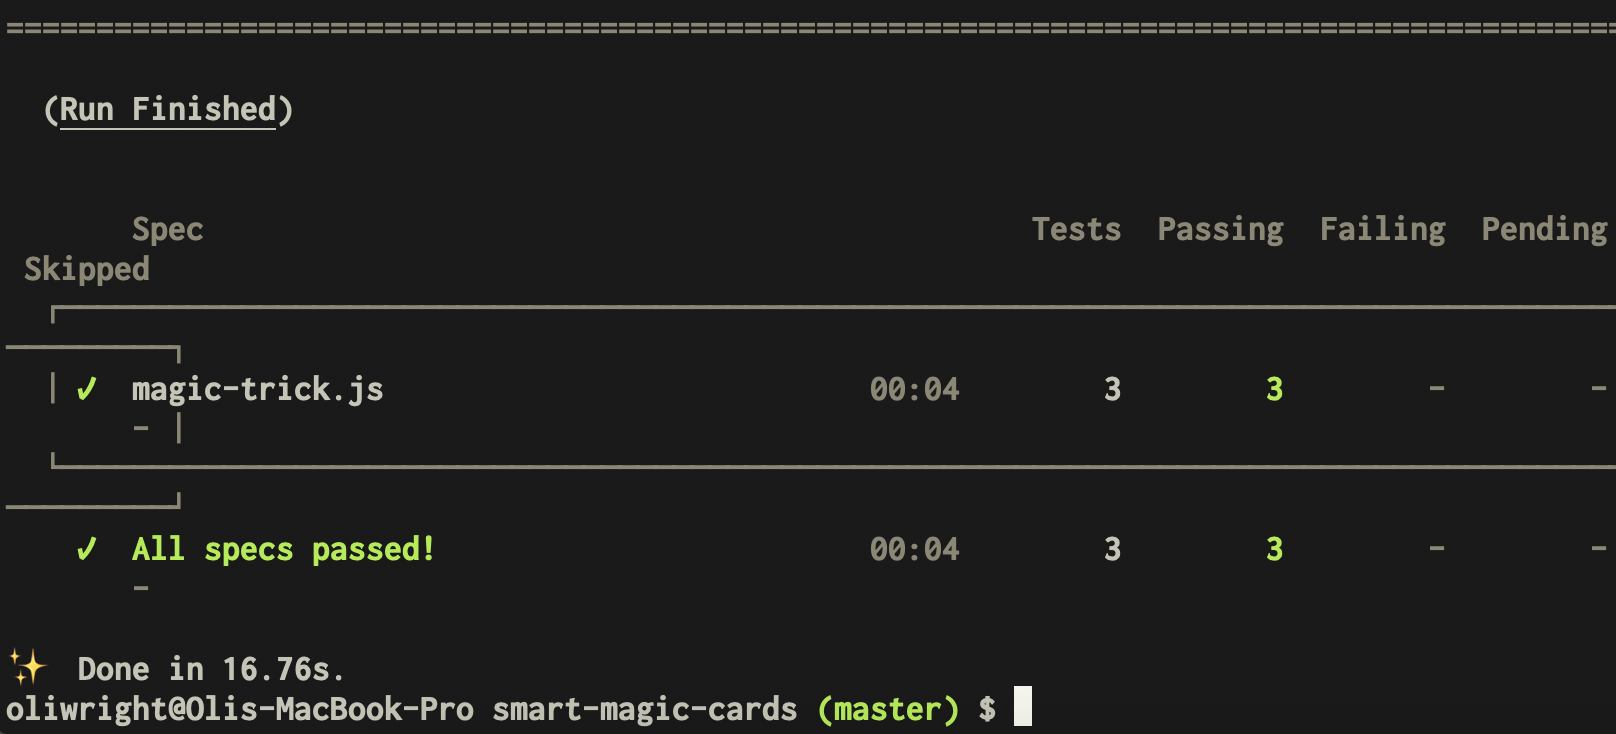 ==========================================================================================
(Run Finished)
Spec Tests Passing Failing Pending
Skipped
✓ magic-trick.js 00:04 3 3 - -
-
✓ All specs passed! 00:04 3 3 - -
-
✨ Done in 16.76s.
oliwright@Olis-MacBook-Pro smart-magic-cards (master) $